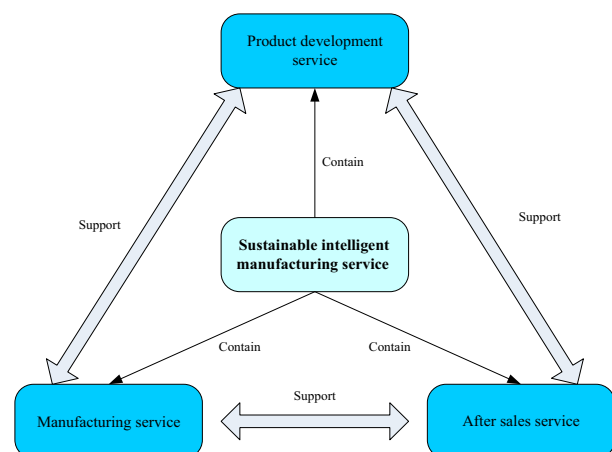 Product development
service
Contain
Support
Support
Sustainable intelligent
manufacturing service
Contain
Contain
Support
Manufacturing service
After sales service